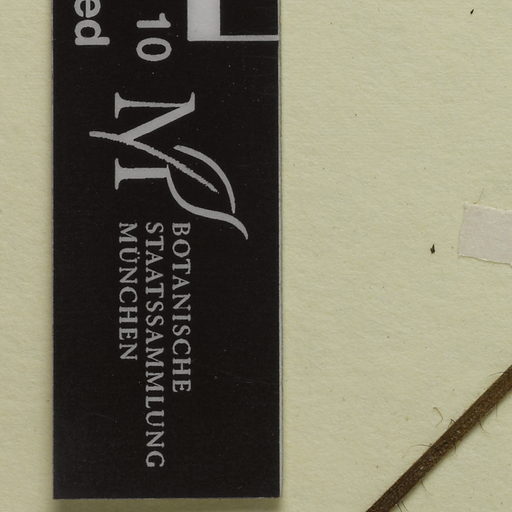 10
ed
M
BOTANISCHE
STAATSSAMMLUNG
MÜNCHEN